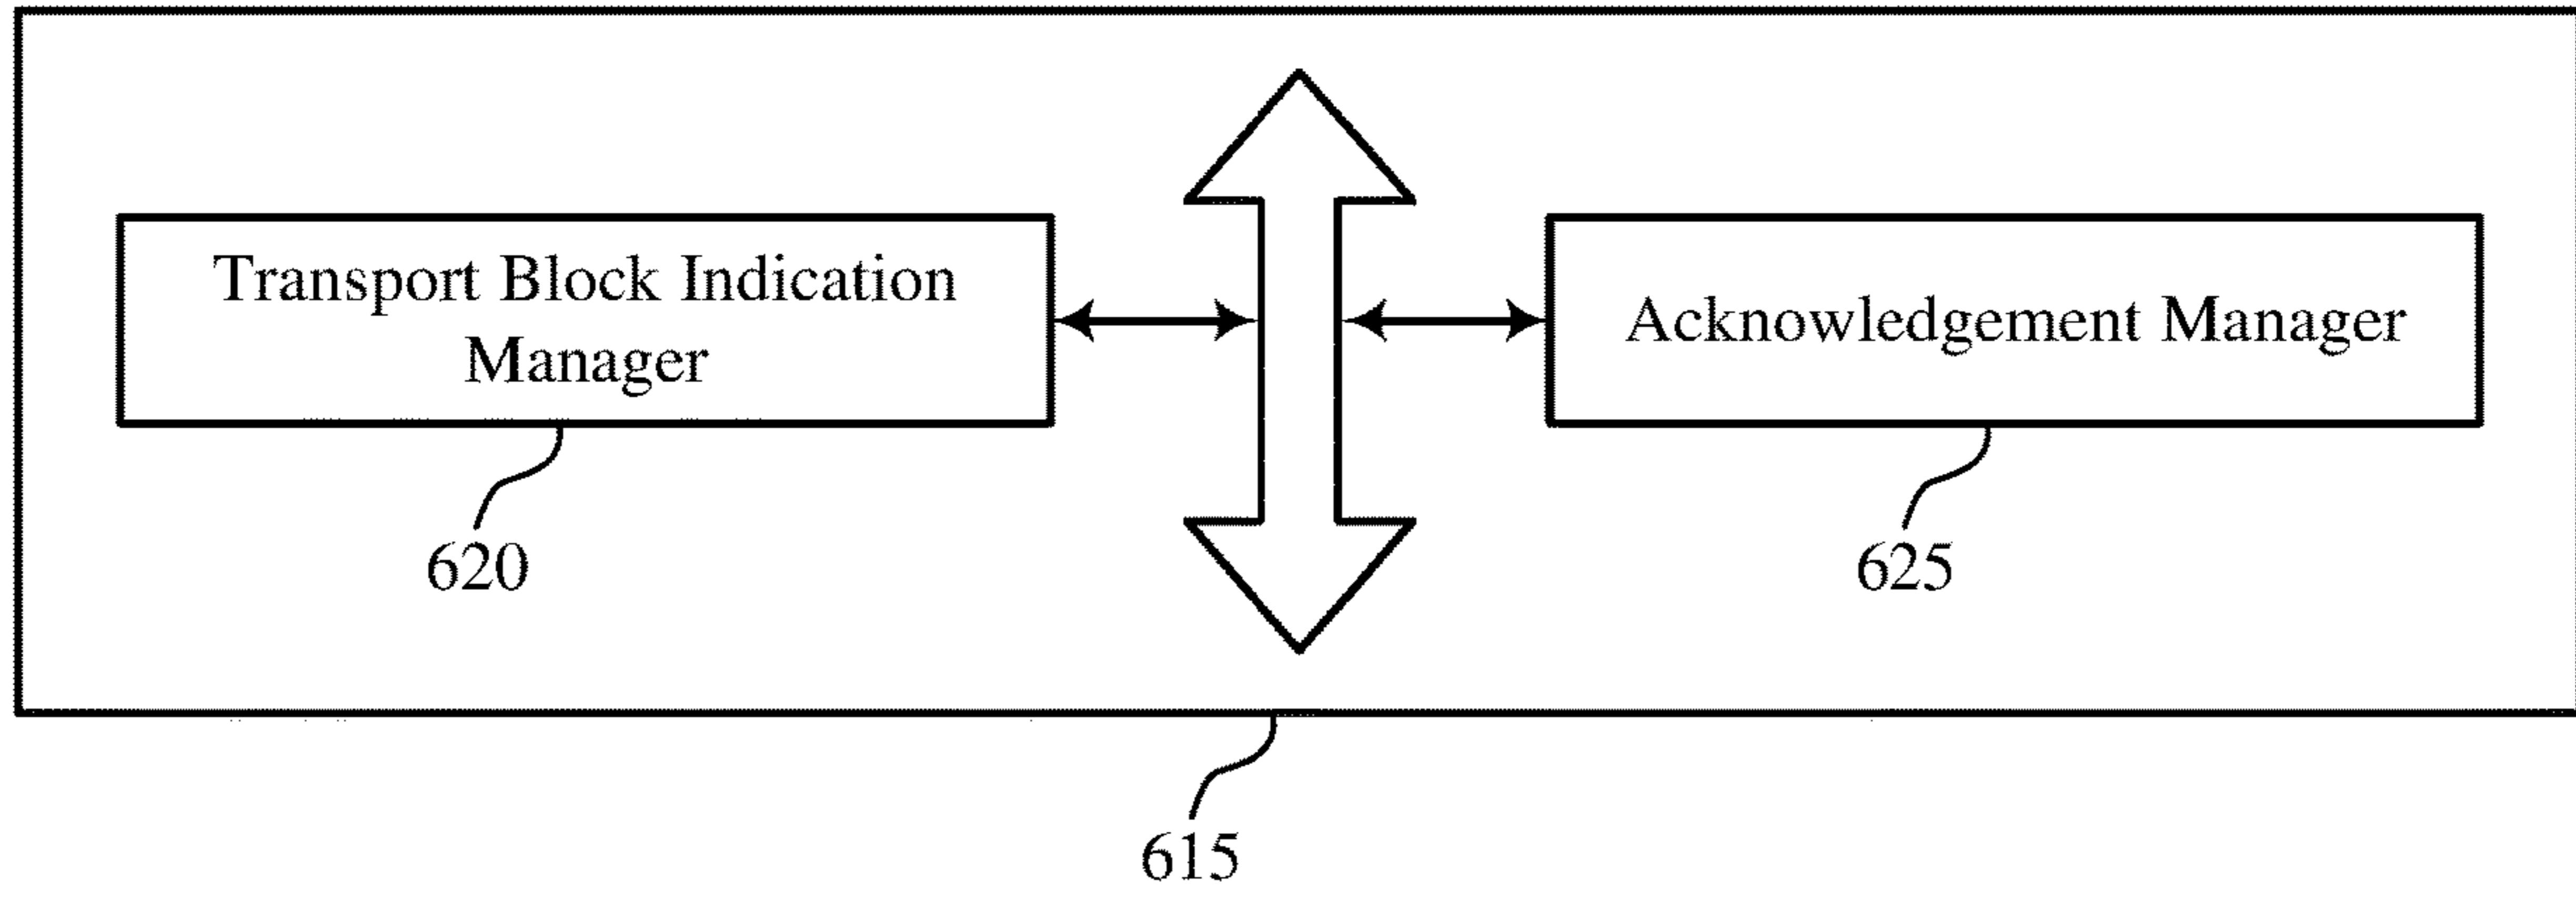 Transport Block Indication
Manager
Acknowledgement Manager
620
625
615